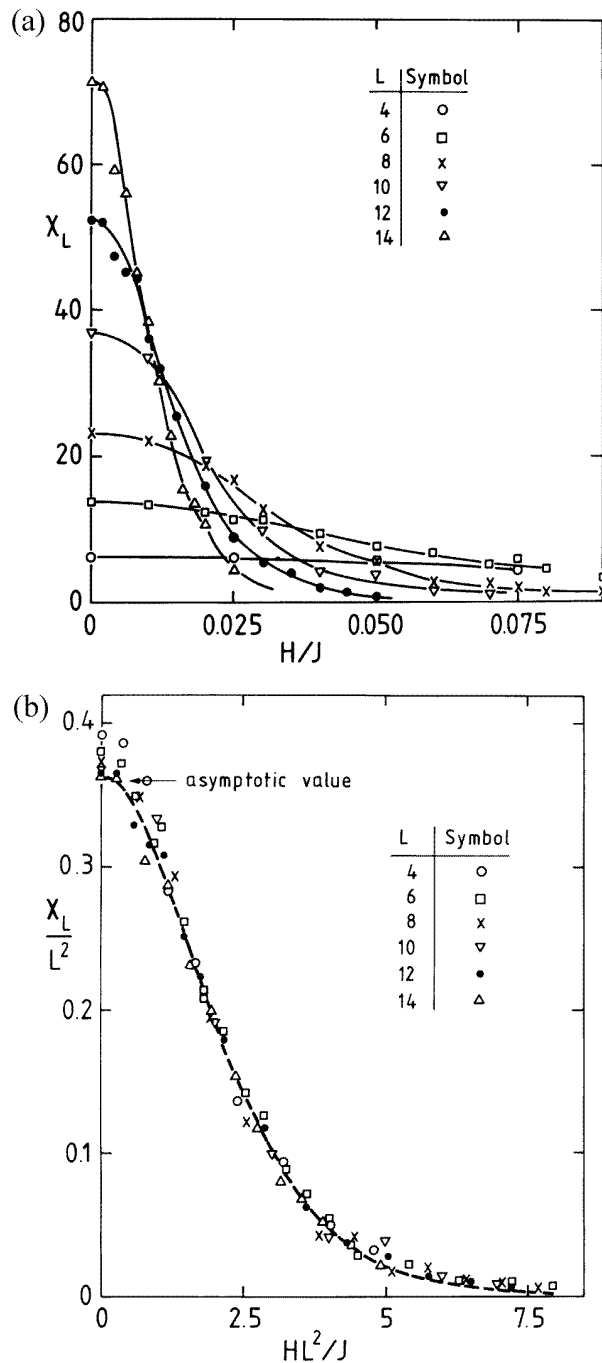 (a)
80
60
40
20
0
χL
L Symbol
4 ○
6 □
8 x
10 ▽
12 ●
14 △
0 0.025 0.050 0.075
H/J
(b)
0.4
0.3
0.2
0.1
0
χL
L²
asymptotic value
L Symbol
4 ○
6 □
8 x
10 ▽
12 ●
14 △
0 2.5 5.0 7.5
HL²/J